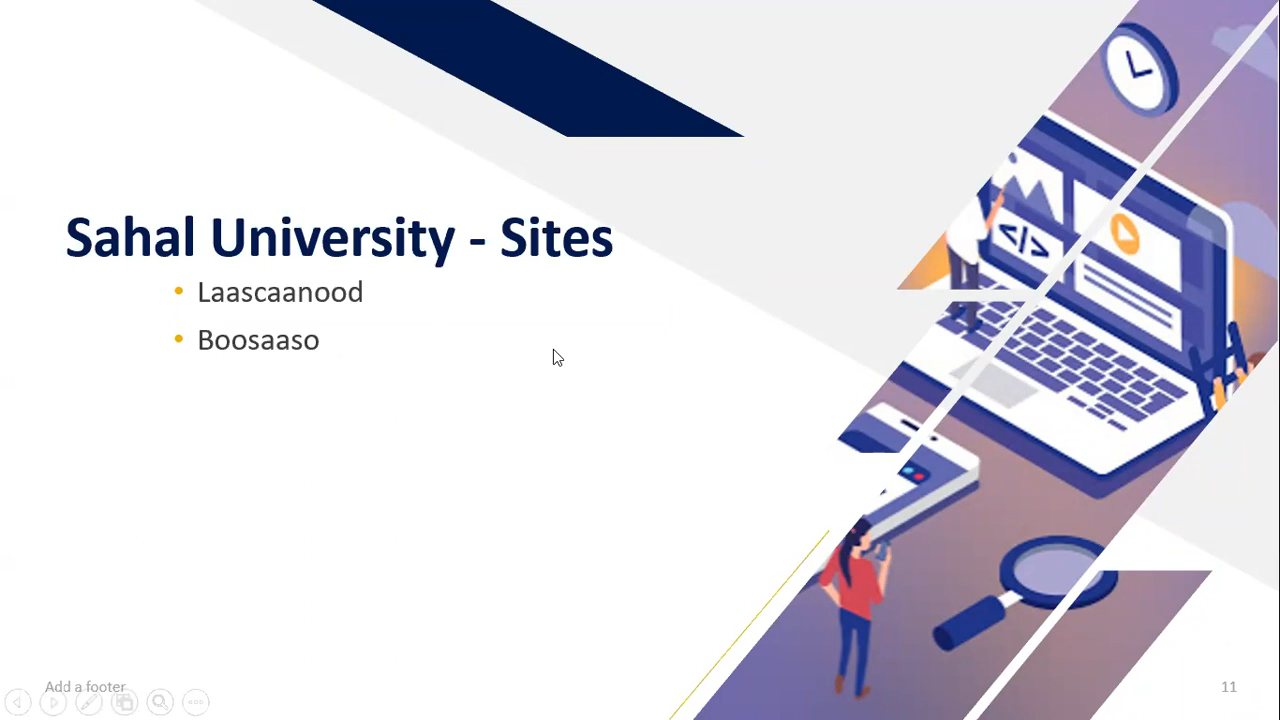 Sahal University - Sites
• Laascaanood
• Boosaaso
</>
Add a footer
11